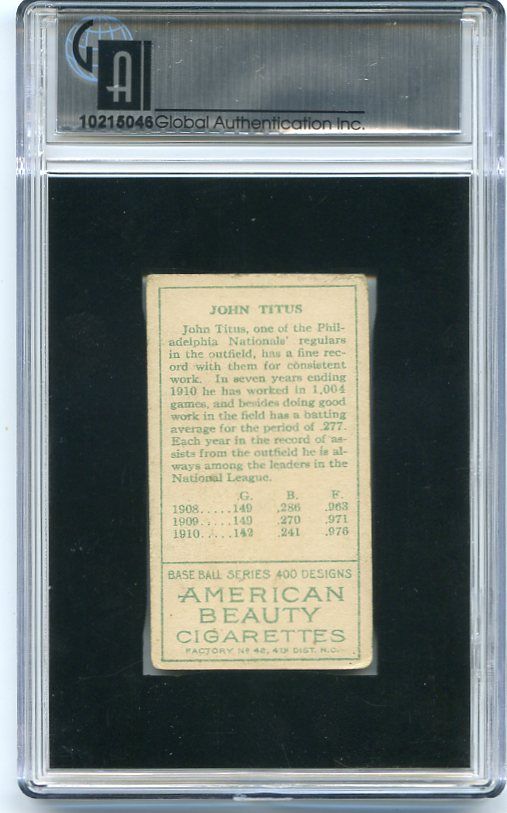 GA
10215046 Global Authentication Inc.
JOHN TITUS
John Titus, one of the Phil-
adelphia Nationals' regulars
in the outfield, has a fine rec-
ord with them for consistent
work. In seven years ending
1910 he has worked in 1,004
games, and besides doing good
work in the field has a batting
average for the period of .277.
Each year in the record of as-
sists from the outfield he is al-
ways among the leaders in the
National League.
G. B. F.
1908.....149 .286 .963
1909.....149 .270 .971
1910.....142 .241 .976
BASE BALL SERIES 400 DESIGNS
AMERICAN
BEAUTY
CIGARETTES
FACTORY No 42, 4TH DIST. N.C.